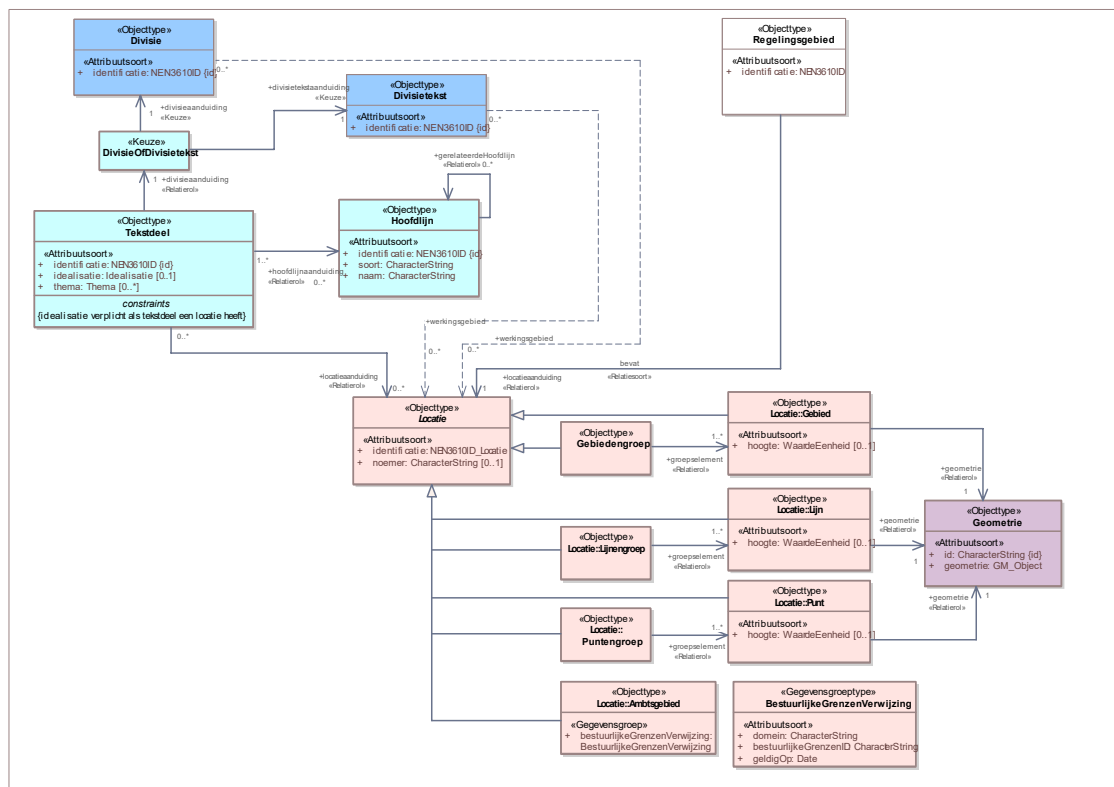 «Objecttype»
Divisie
«Attribuutsoort»
+ identificatie: NEN3610ID {id}
0..*
«Objecttype»
Regelingsgebied
«Attribuutsoort»
+ identificatie: NEN3610ID
+divisietekstaanduiding
«Keuze»
1
«Objecttype»
Divisietekst
«Attribuutsoort»
+ identificatie: NEN3610ID {id}
0..*
+divisieaanduiding
«Keuze»
1
«Keuze»
DivisieOfDivisietekst
+divisieaanduiding
«Relatierol»
1
+gerelateerdeHoofdlijn
«Relatierol» 0..*
«Objecttype»
Hoofdlijn
«Attribuutsoort»
+ identificatie: NEN3610ID {id}
+ soort: CharacterString
+ naam: CharacterString
«Objecttype»
Tekstdeel
«Attribuutsoort»
+ identificatie: NEN3610ID {id}
+ idealisatie: Idealisatie [0..1]
+ thema: Thema [0..*]
constraints
{idealisatie verplicht als tekstdeel een locatie heeft}
1..*
+hoofdlijnaanduiding
«Relatierol» 0..*
0..*
+locatieaanduiding
«Relatierol»
0..*
+werkingsgebied
0..*
+werkingsgebied
0..*
bevat
«Relatiesoort»
+locatieaanduiding
«Relatierol»
1
«Objecttype»
Locatie
«Attribuutsoort»
+ identificatie: NEN3610ID_Locatie
+ noemer: CharacterString [0..1]
«Objecttype»
Gebiedengroep
1..*
+groepselement
«Relatierol»
«Objecttype»
Locatie::Gebied
«Attribuutsoort»
+ hoogte: WaardeEenheid [0..1]
+geometrie
«Relatierol»
1
«Objecttype»
Locatie::Lijnengroep
1..*
+groepselement
«Relatierol»
«Objecttype»
Locatie::Lijn
«Attribuutsoort»
+ hoogte: WaardeEenheid [0..1]
+geometrie
«Relatierol»
1
«Objecttype»
Geometrie
«Attribuutsoort»
+ id: CharacterString {id}
+ geometrie: GM_Object
«Objecttype»
Locatie::
Puntengroep
1..*
+groepselement
«Relatierol»
«Objecttype»
Locatie::Punt
«Attribuutsoort»
+ hoogte: WaardeEenheid [0..1]
+geometrie
«Relatierol»
1
«Objecttype»
Locatie::Ambtsgebied
«Gegevensgroep»
+ bestuurlijkeGrenzenVerwijzing:
BestuurlijkeGrenzenVerwijzing
«Gegevensgroeptype»
BestuurlijkeGrenzenVerwijzing
«Attribuutsoort»
+ domein: CharacterString
+ bestuurlijkeGrenzenID: CharacterString
+ geldigOp: Date